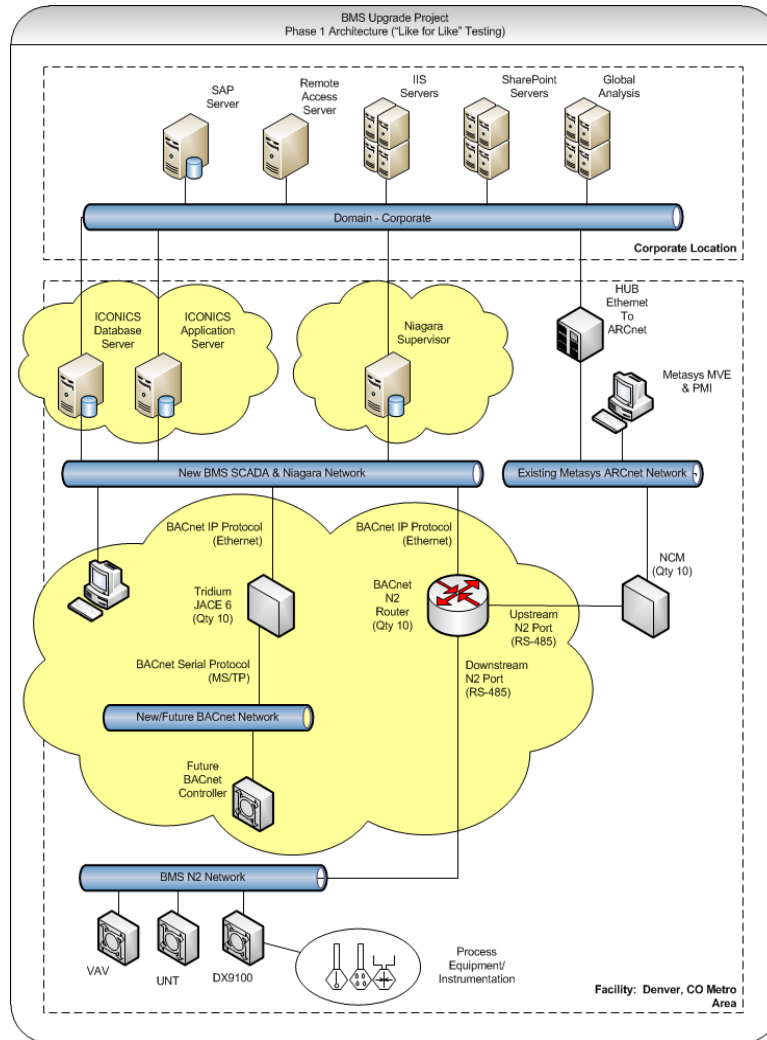 BMS Upgrade Project
Phase 1 Architecture ("Like for Like" Testing)
SAP
Server
Remote
Access
Server
IIS
Servers
SharePoint
Servers
Global
Analysis
Domain - Corporate
Corporate Location
ICONICS
Database
Server
ICONICS
Application
Server
Niagara
Supervisor
HUB
Ethernet
To
ARCnet
Metasys MVE
& PMI
New BMS SCADA & Niagara Network
Existing Metasys ARCnet Network
BACnet IP Protocol
(Ethernet)
BACnet IP Protocol
(Ethernet)
Tridium
JACE 6
(Qty 10)
BACnet
N2
Router
(Qty 10)
NCM
(Qty 10)
Upstream
N2 Port
(RS-485)
BACnet Serial Protocol
(MS/TP)
Downstream
N2 Port
(RS-485)
New/Future BACnet Network
Future
BACnet
Controller
BMS N2 Network
VAV
UNT
DX9100
Process
Equipment/
Instrumentation
Facility: Denver, CO Metro
Area